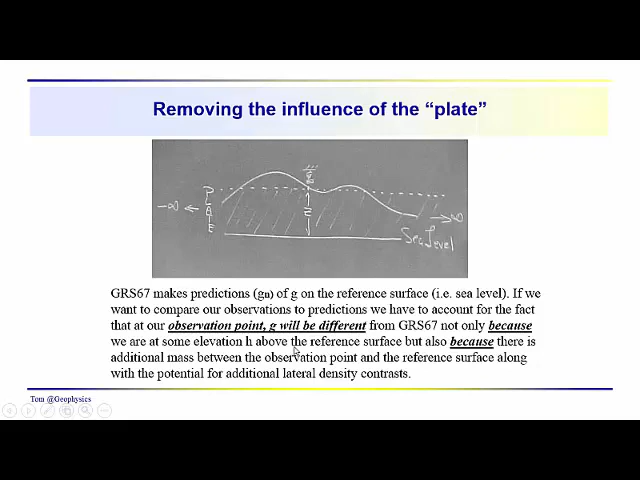 Removing the influence of the “plate”
g
P
L
A
T
E
-∞
Z
∞
Sea Level
GRS67 makes predictions (gn) of g on the reference surface (i.e. sea level). If we
want to compare our observations to predictions we have to account for the fact
that at our observation point, g will be different from GRS67 not only because
we are at some elevation h above the reference surface but also because there is
additional mass between the observation point and the reference surface along
with the potential for additional lateral density contrasts.
Tom @Geophysics